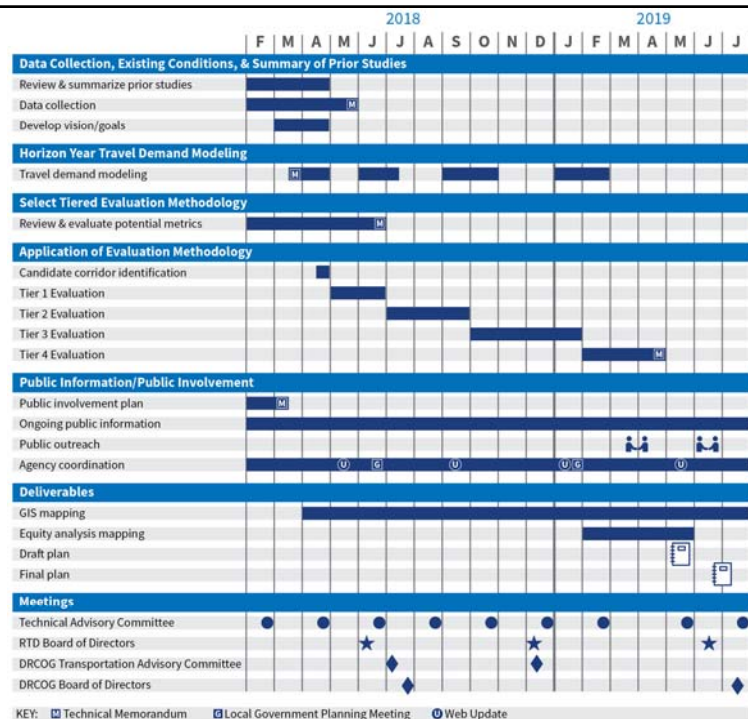 2018 2019
F M A M J J A S O N D J F M A M J J
Data Collection, Existing Conditions, & Summary of Prior Studies
Review & summarize prior studies
Data collection M
Develop vision/goals
Horizon Year Travel Demand Modeling
Travel demand modeling M
Select Tiered Evaluation Methodology
Review & evaluate potential metrics M
Application of Evaluation Methodology
Candidate corridor identification
Tier 1 Evaluation
Tier 2 Evaluation
Tier 3 Evaluation
Tier 4 Evaluation M
Public Information/Public Involvement
Public involvement plan M
Ongoing public information
Public outreach
Agency coordination U G U U G U
Deliverables
GIS mapping
Equity analysis mapping
Draft plan
Final plan
Meetings
Technical Advisory Committee
RTD Board of Directors
DRCOG Transportation Advisory Committee
DRCOG Board of Directors
KEY: M Technical Memorandum G Local Government Planning Meeting U Web Update